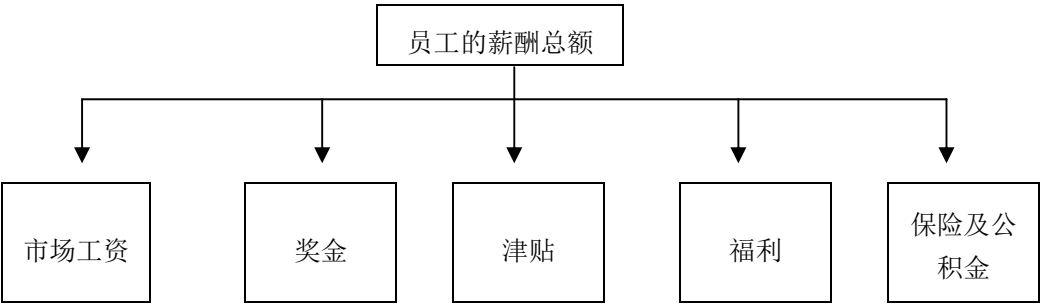 员工的薪酬总额
市场工资
奖金
津贴
福利
保险及公
积金